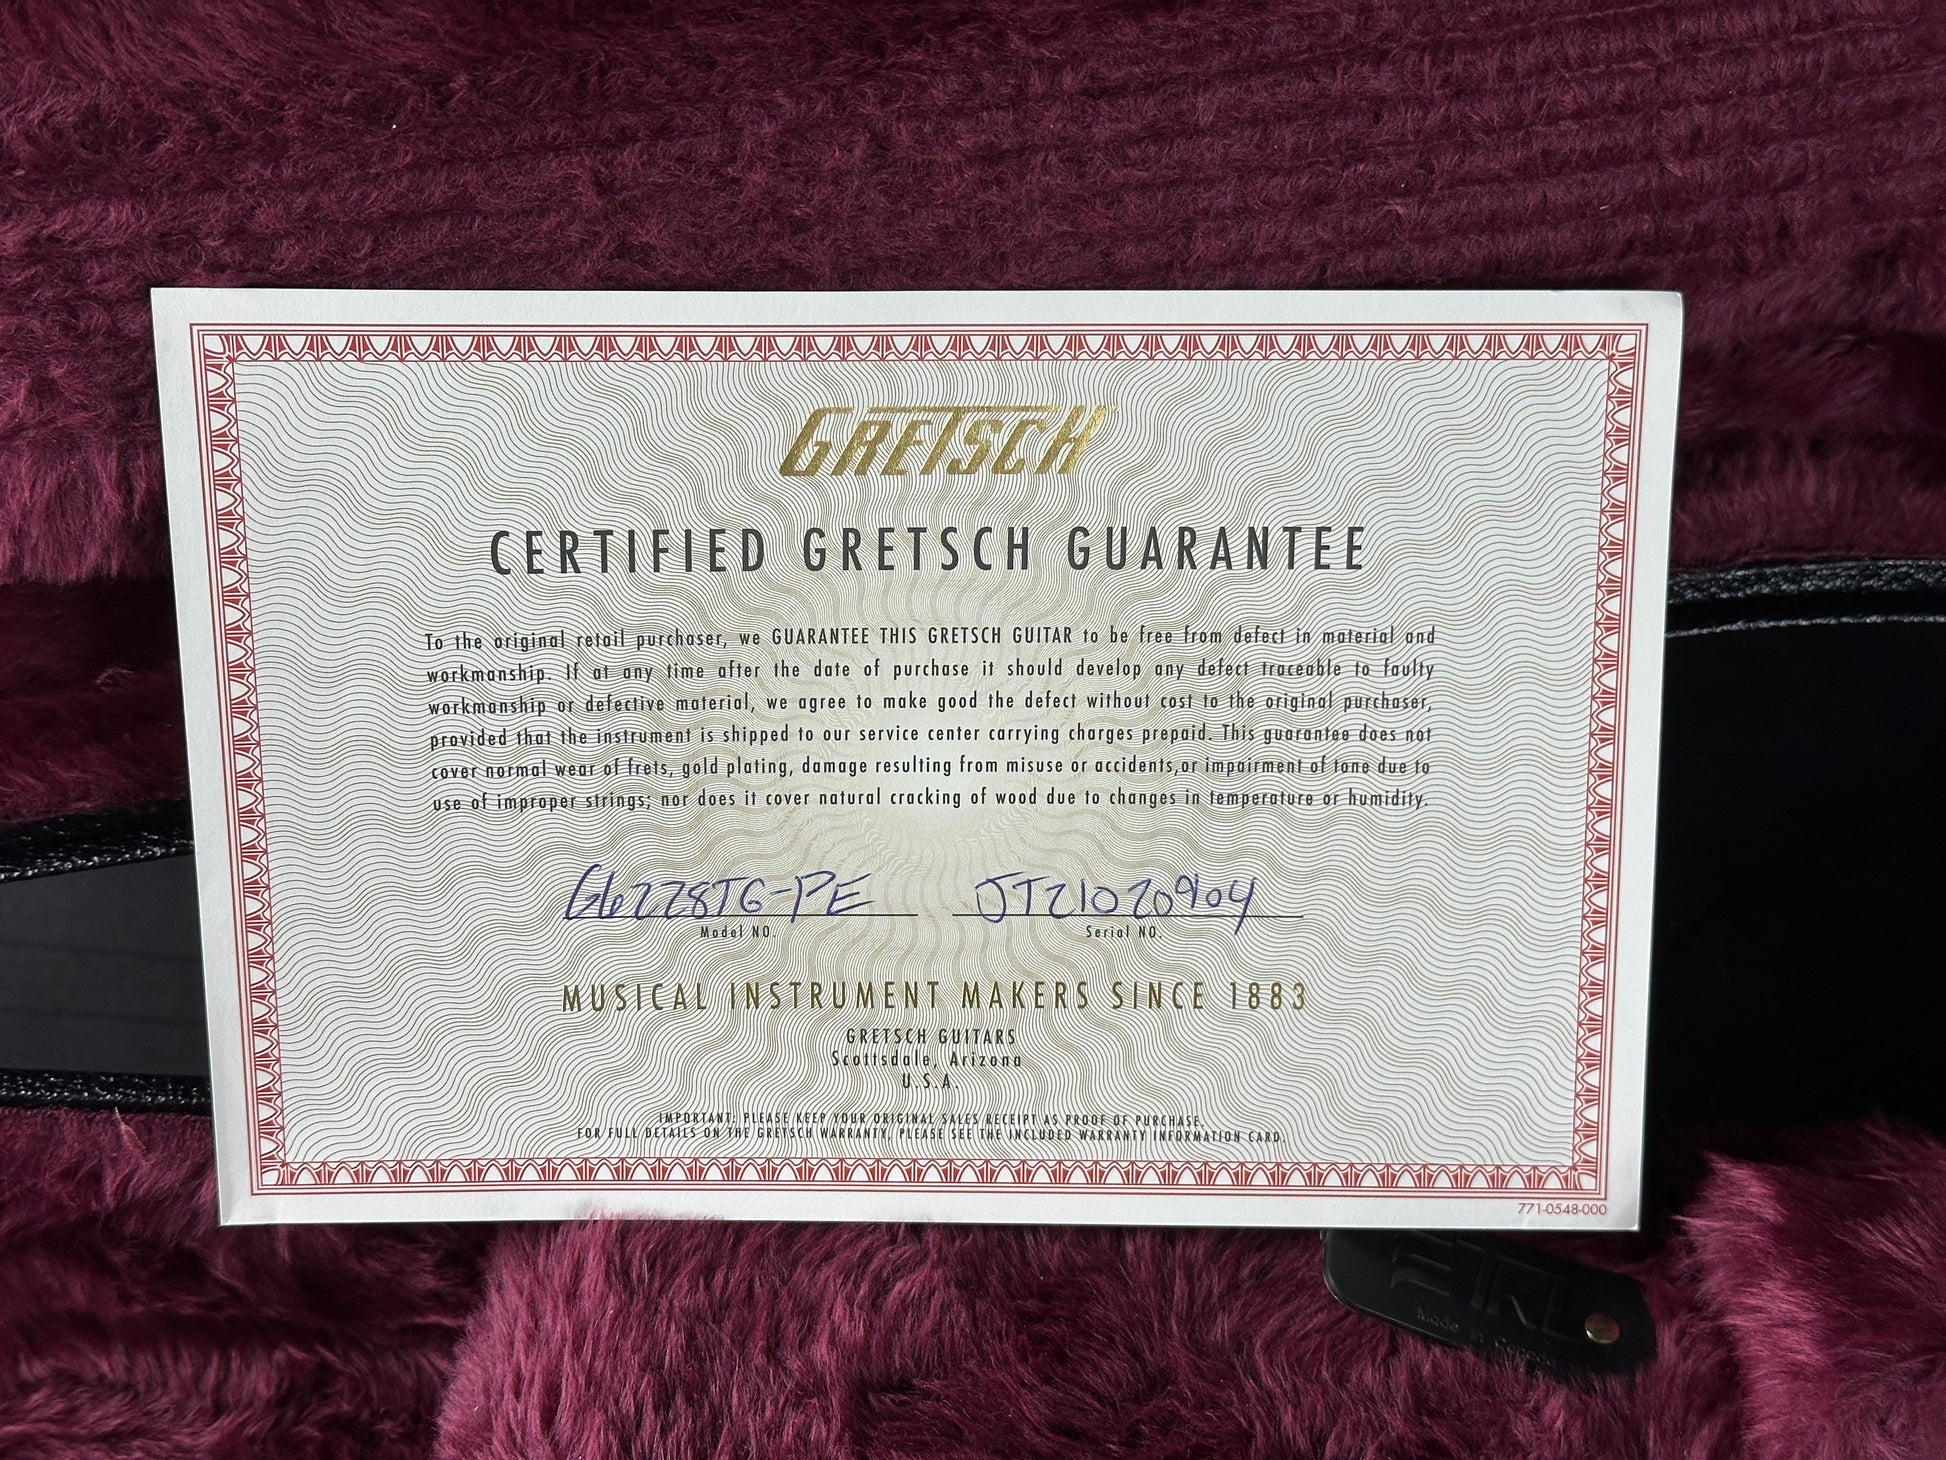 GRETSCH
CERTIFIED GRETSCH GUARANTEE
To the original retail purchaser, we GUARANTEE THIS GRETSCH GUITAR to be free from defect in material and
workmanship. If at any time after the date of purchase it should develop any defect traceable to faulty
workmanship or defective material, we agree to make good the defect without cost to the original purchaser,
provided that the instrument is shipped to our service center carrying charges prepaid. This guarantee does not
cover normal wear of frets, gold plating, damage resulting from misuse or accidents,or impairment of tone due to
use of improper strings; nor does it cover natural cracking of wood due to changes in temperature or humidity.
G6228TG-PE JT21020904
Model NO. Serial NO.
MUSICAL INSTRUMENT MAKERS SINCE 1883
GRETSCH GUITARS
Scottsdale, Arizona
U.S.A.
IMPORTANT: PLEASE KEEP YOUR ORIGINAL SALES RECEIPT AS PROOF OF PURCHASE.
FOR FULL DETAILS ON THE GRETSCH WARRANTY, PLEASE SEE THE INCLUDED WARRANTY INFORMATION CARD.
771-0548-000
TKL
Made in Canada